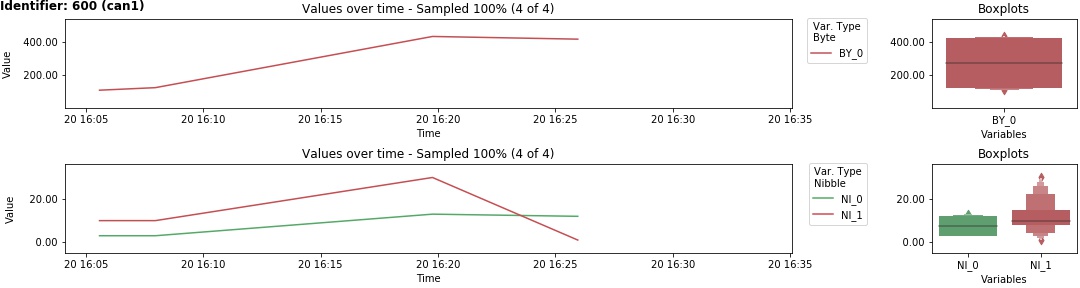 Identifier: 600 (can1)
Values over time - Sampled 100% (4 of 4)
Boxplots
Value
400.00
200.00
20 16:05 20 16:10 20 16:15 20 16:20 20 16:25 20 16:30 20 16:35
Time
Var. Type
Byte
BY_0
400.00
200.00
BY_0
Variables
Values over time - Sampled 100% (4 of 4)
Boxplots
Value
20.00
0.00
20 16:05 20 16:10 20 16:15 20 16:20 20 16:25 20 16:30 20 16:35
Time
Var. Type
Nibble
NI_0
NI_1
20.00
0.00
NI_0 NI_1
Variables